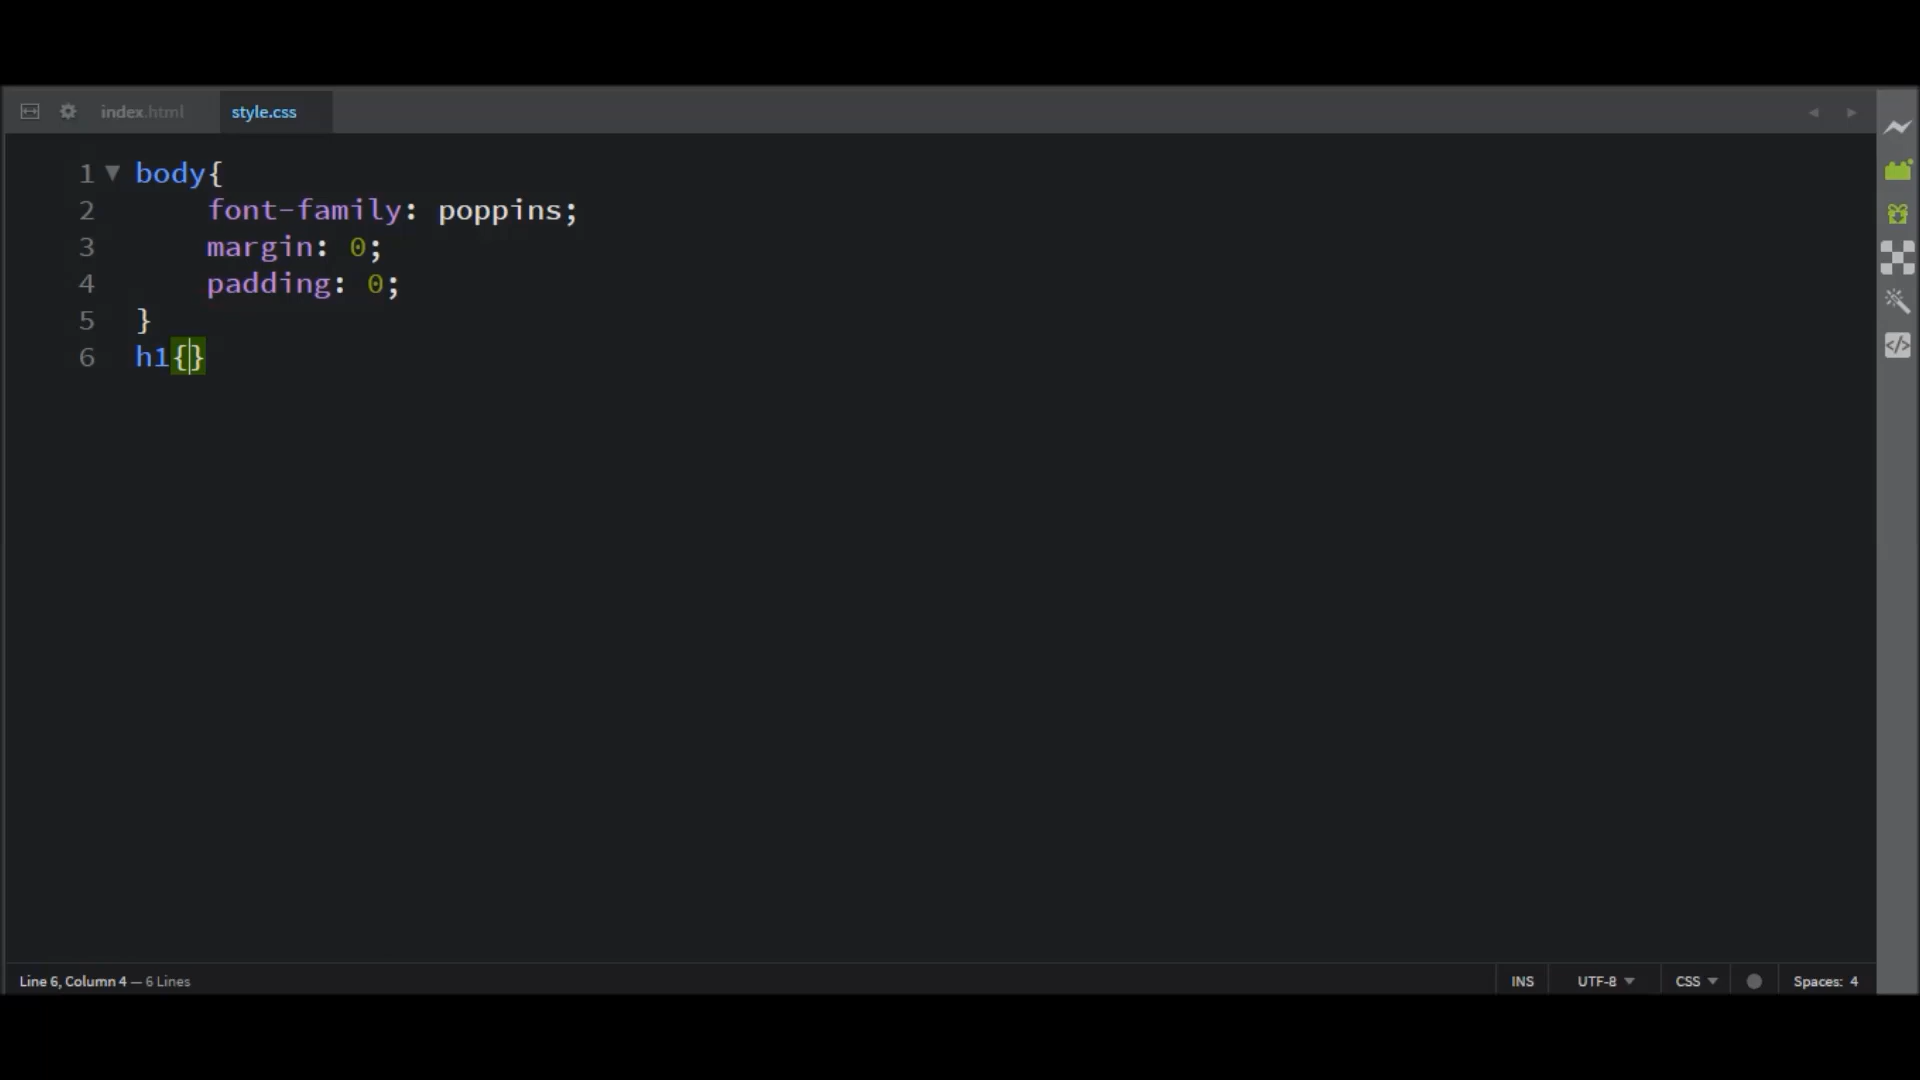 index.html style.css
1 body{
2 font-family: poppins;
3 margin: 0;
4 padding: 0;
5 }
6 h1{}
Line 6, Column 4 — 6 Lines INS UTF-8 CSS Spaces: 4